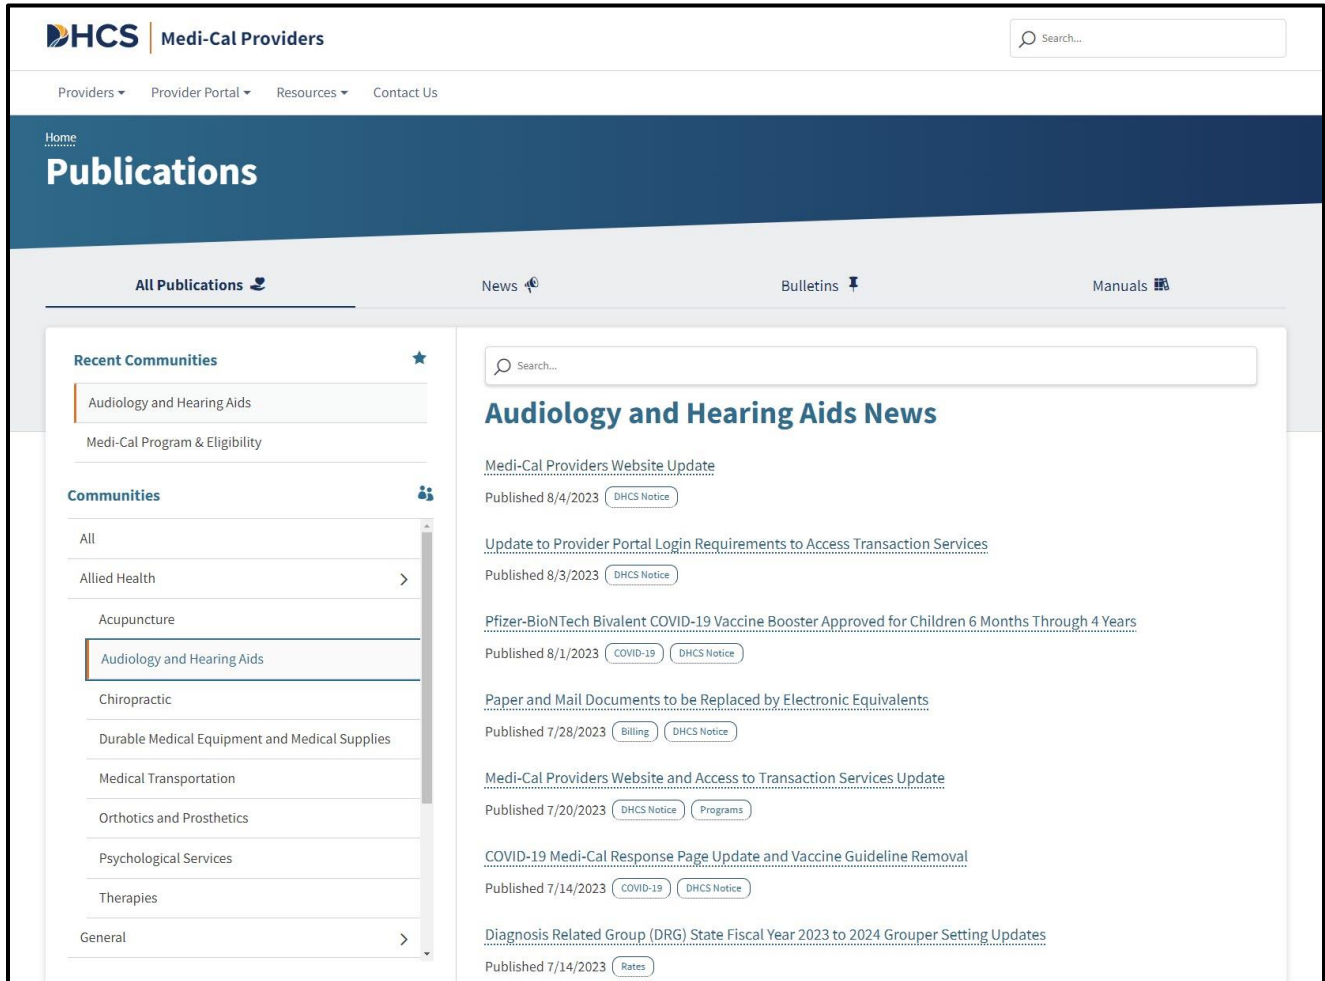 DHCS Medi-Cal Providers
Search...
Providers Provider Portal Resources Contact Us
Home
Publications
All Publications News Bulletins Manuals
Recent Communities
Audiology and Hearing Aids
Medi-Cal Program & Eligibility
Communities
All
Allied Health
Acupuncture
Audiology and Hearing Aids
Chiropractic
Durable Medical Equipment and Medical Supplies
Medical Transportation
Orthotics and Prosthetics
Psychological Services
Therapies
General
Search...
Audiology and Hearing Aids News
Medi-Cal Providers Website Update
Published 8/4/2023 DHCS Notice
Update to Provider Portal Login Requirements to Access Transaction Services
Published 8/3/2023 DHCS Notice
Pfizer-BioNTech Bivalent COVID-19 Vaccine Booster Approved for Children 6 Months Through 4 Years
Published 8/1/2023 COVID-19 DHCS Notice
Paper and Mail Documents to be Replaced by Electronic Equivalents
Published 7/28/2023 Billing DHCS Notice
Medi-Cal Providers Website and Access to Transaction Services Update
Published 7/20/2023 DHCS Notice Programs
COVID-19 Medi-Cal Response Page Update and Vaccine Guideline Removal
Published 7/14/2023 COVID-19 DHCS Notice
Diagnosis Related Group (DRG) State Fiscal Year 2023 to 2024 Grouper Setting Updates
Published 7/14/2023 Rates